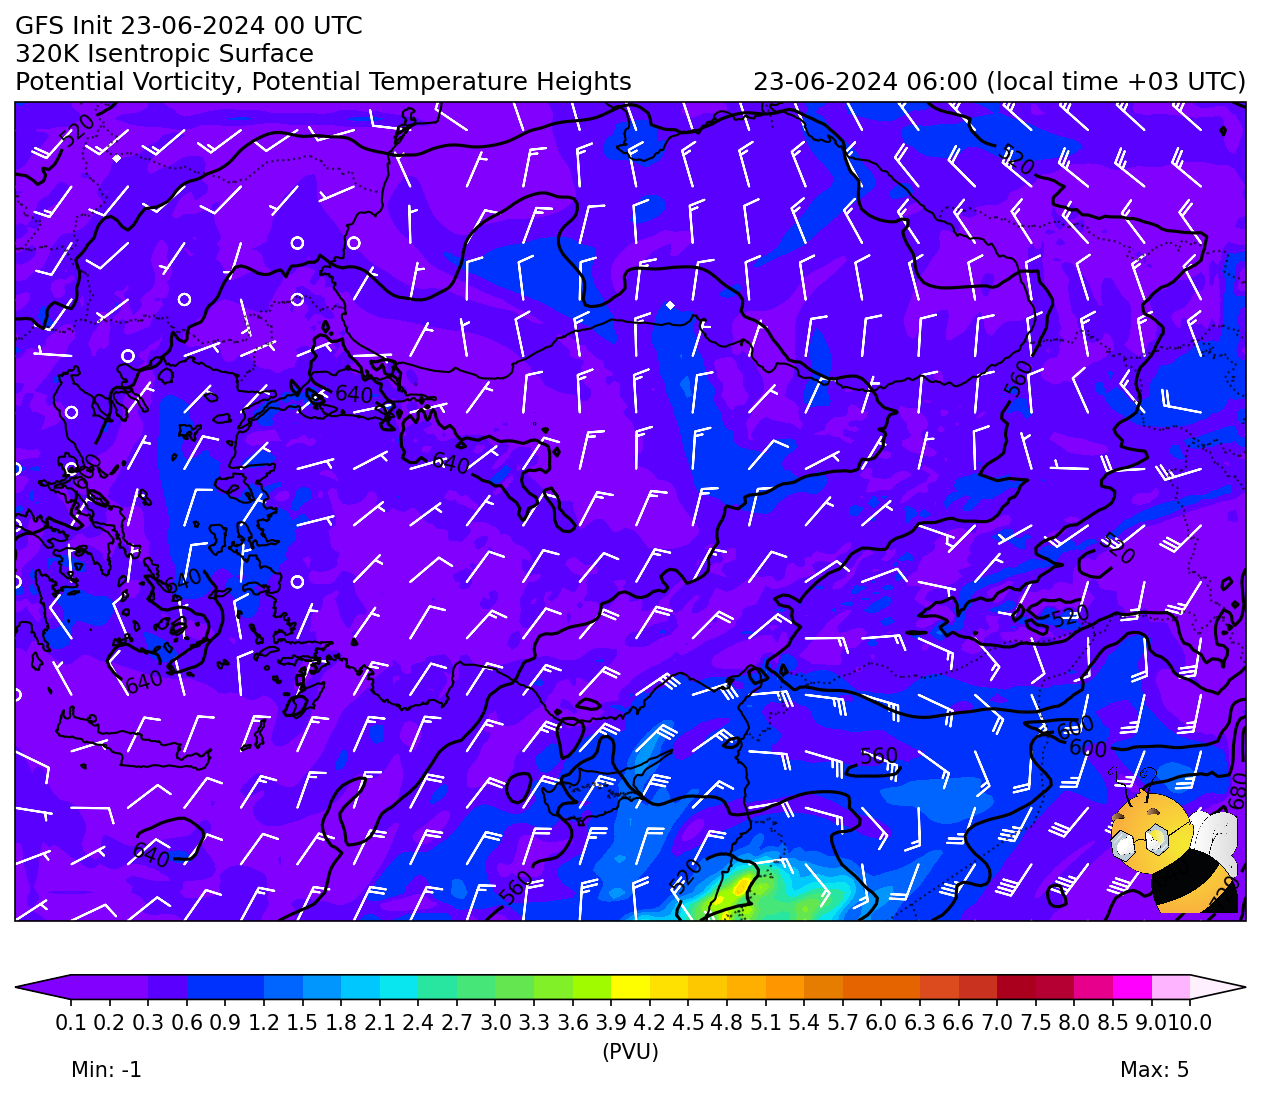 GFS Init 23-06-2024 00 UTC
320K Isentropic Surface
Potential Vorticity, Potential Temperature Heights
23-06-2024 06:00 (local time +03 UTC)
520
520
560
640
640
520
640
520
640
600
600
560
680
640
520
560
0.1 0.2 0.3 0.6 0.9 1.2 1.5 1.8 2.1 2.4 2.7 3.0 3.3 3.6 3.9 4.2 4.5 4.8 5.1 5.4 5.7 6.0 6.3 6.6 7.0 7.5 8.0 8.5 9.0 10.0
(PVU)
Min: -1
Max: 5